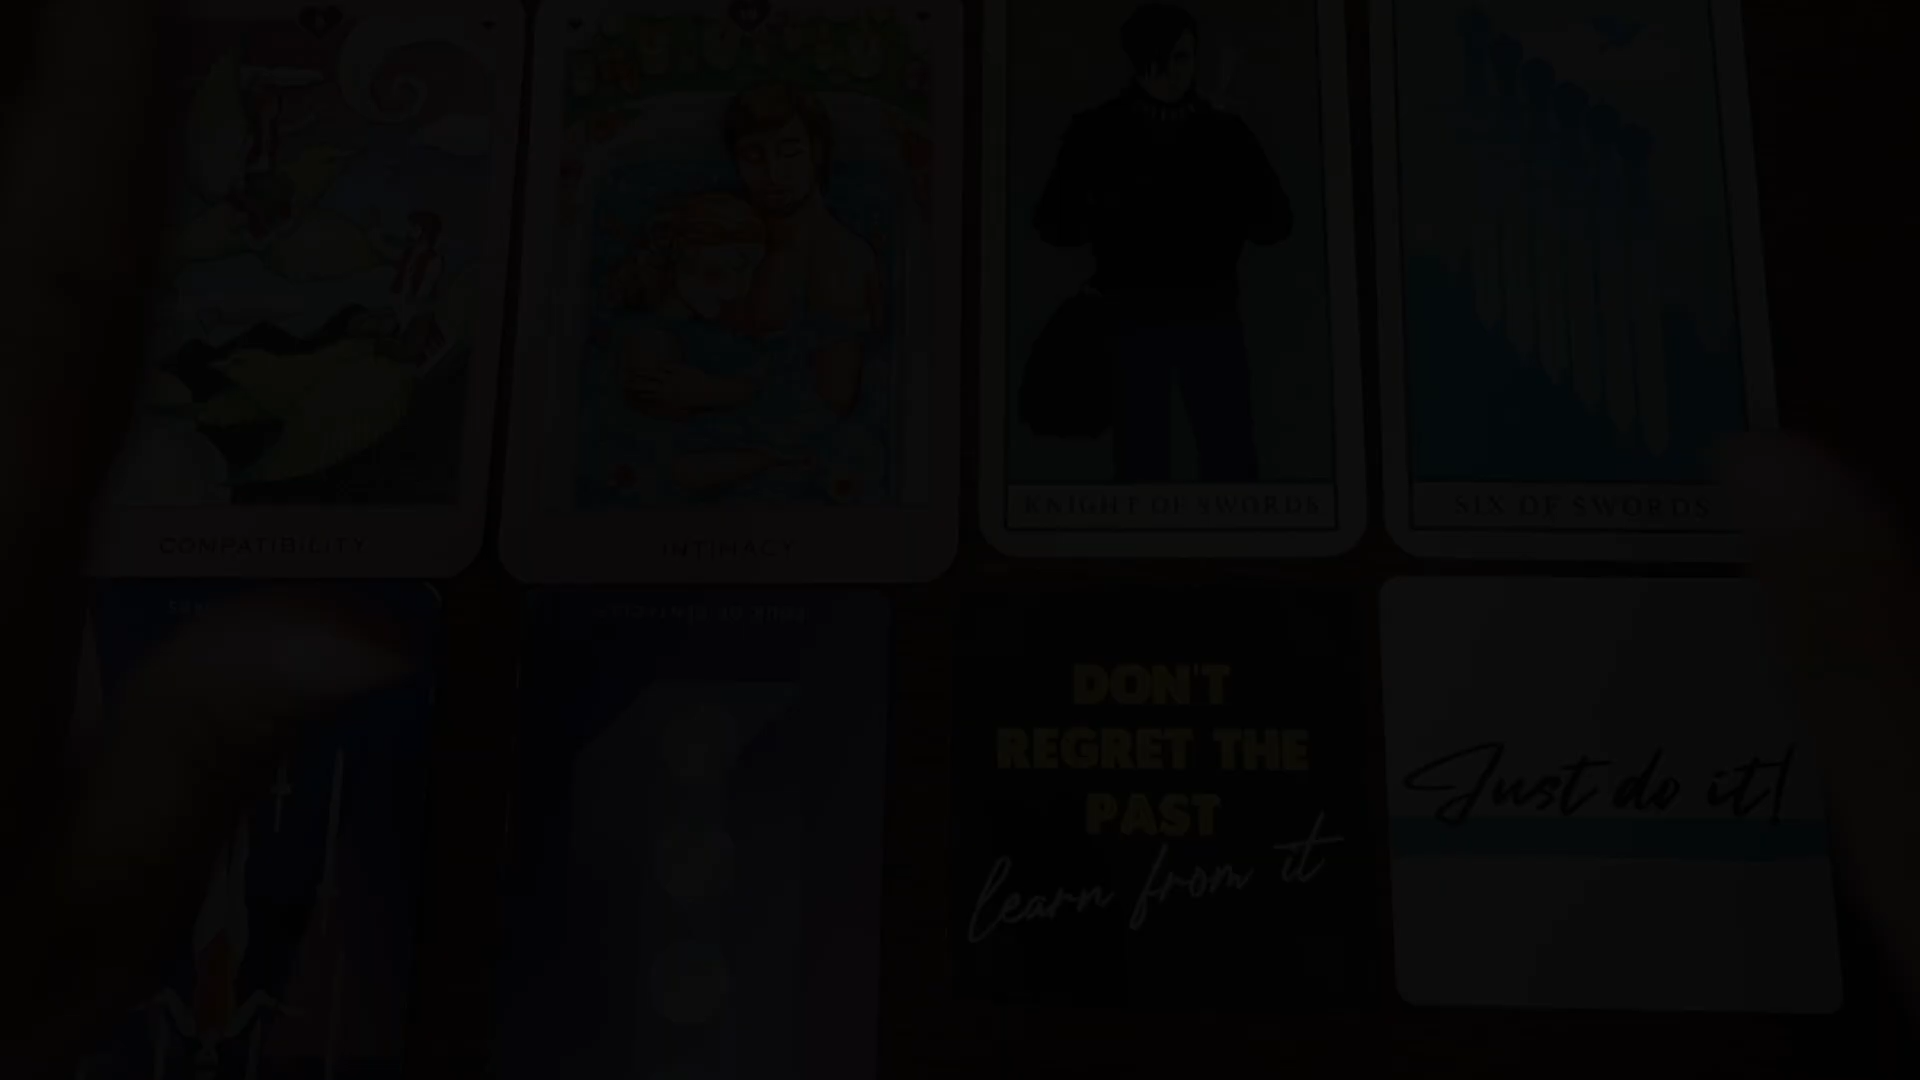 COMPATIBILITY
INTIMACY
KNIGHT OF SWORDS
SIX OF SWORDS
DON'T
REGRET THE
PAST
learn from it
Just do it!